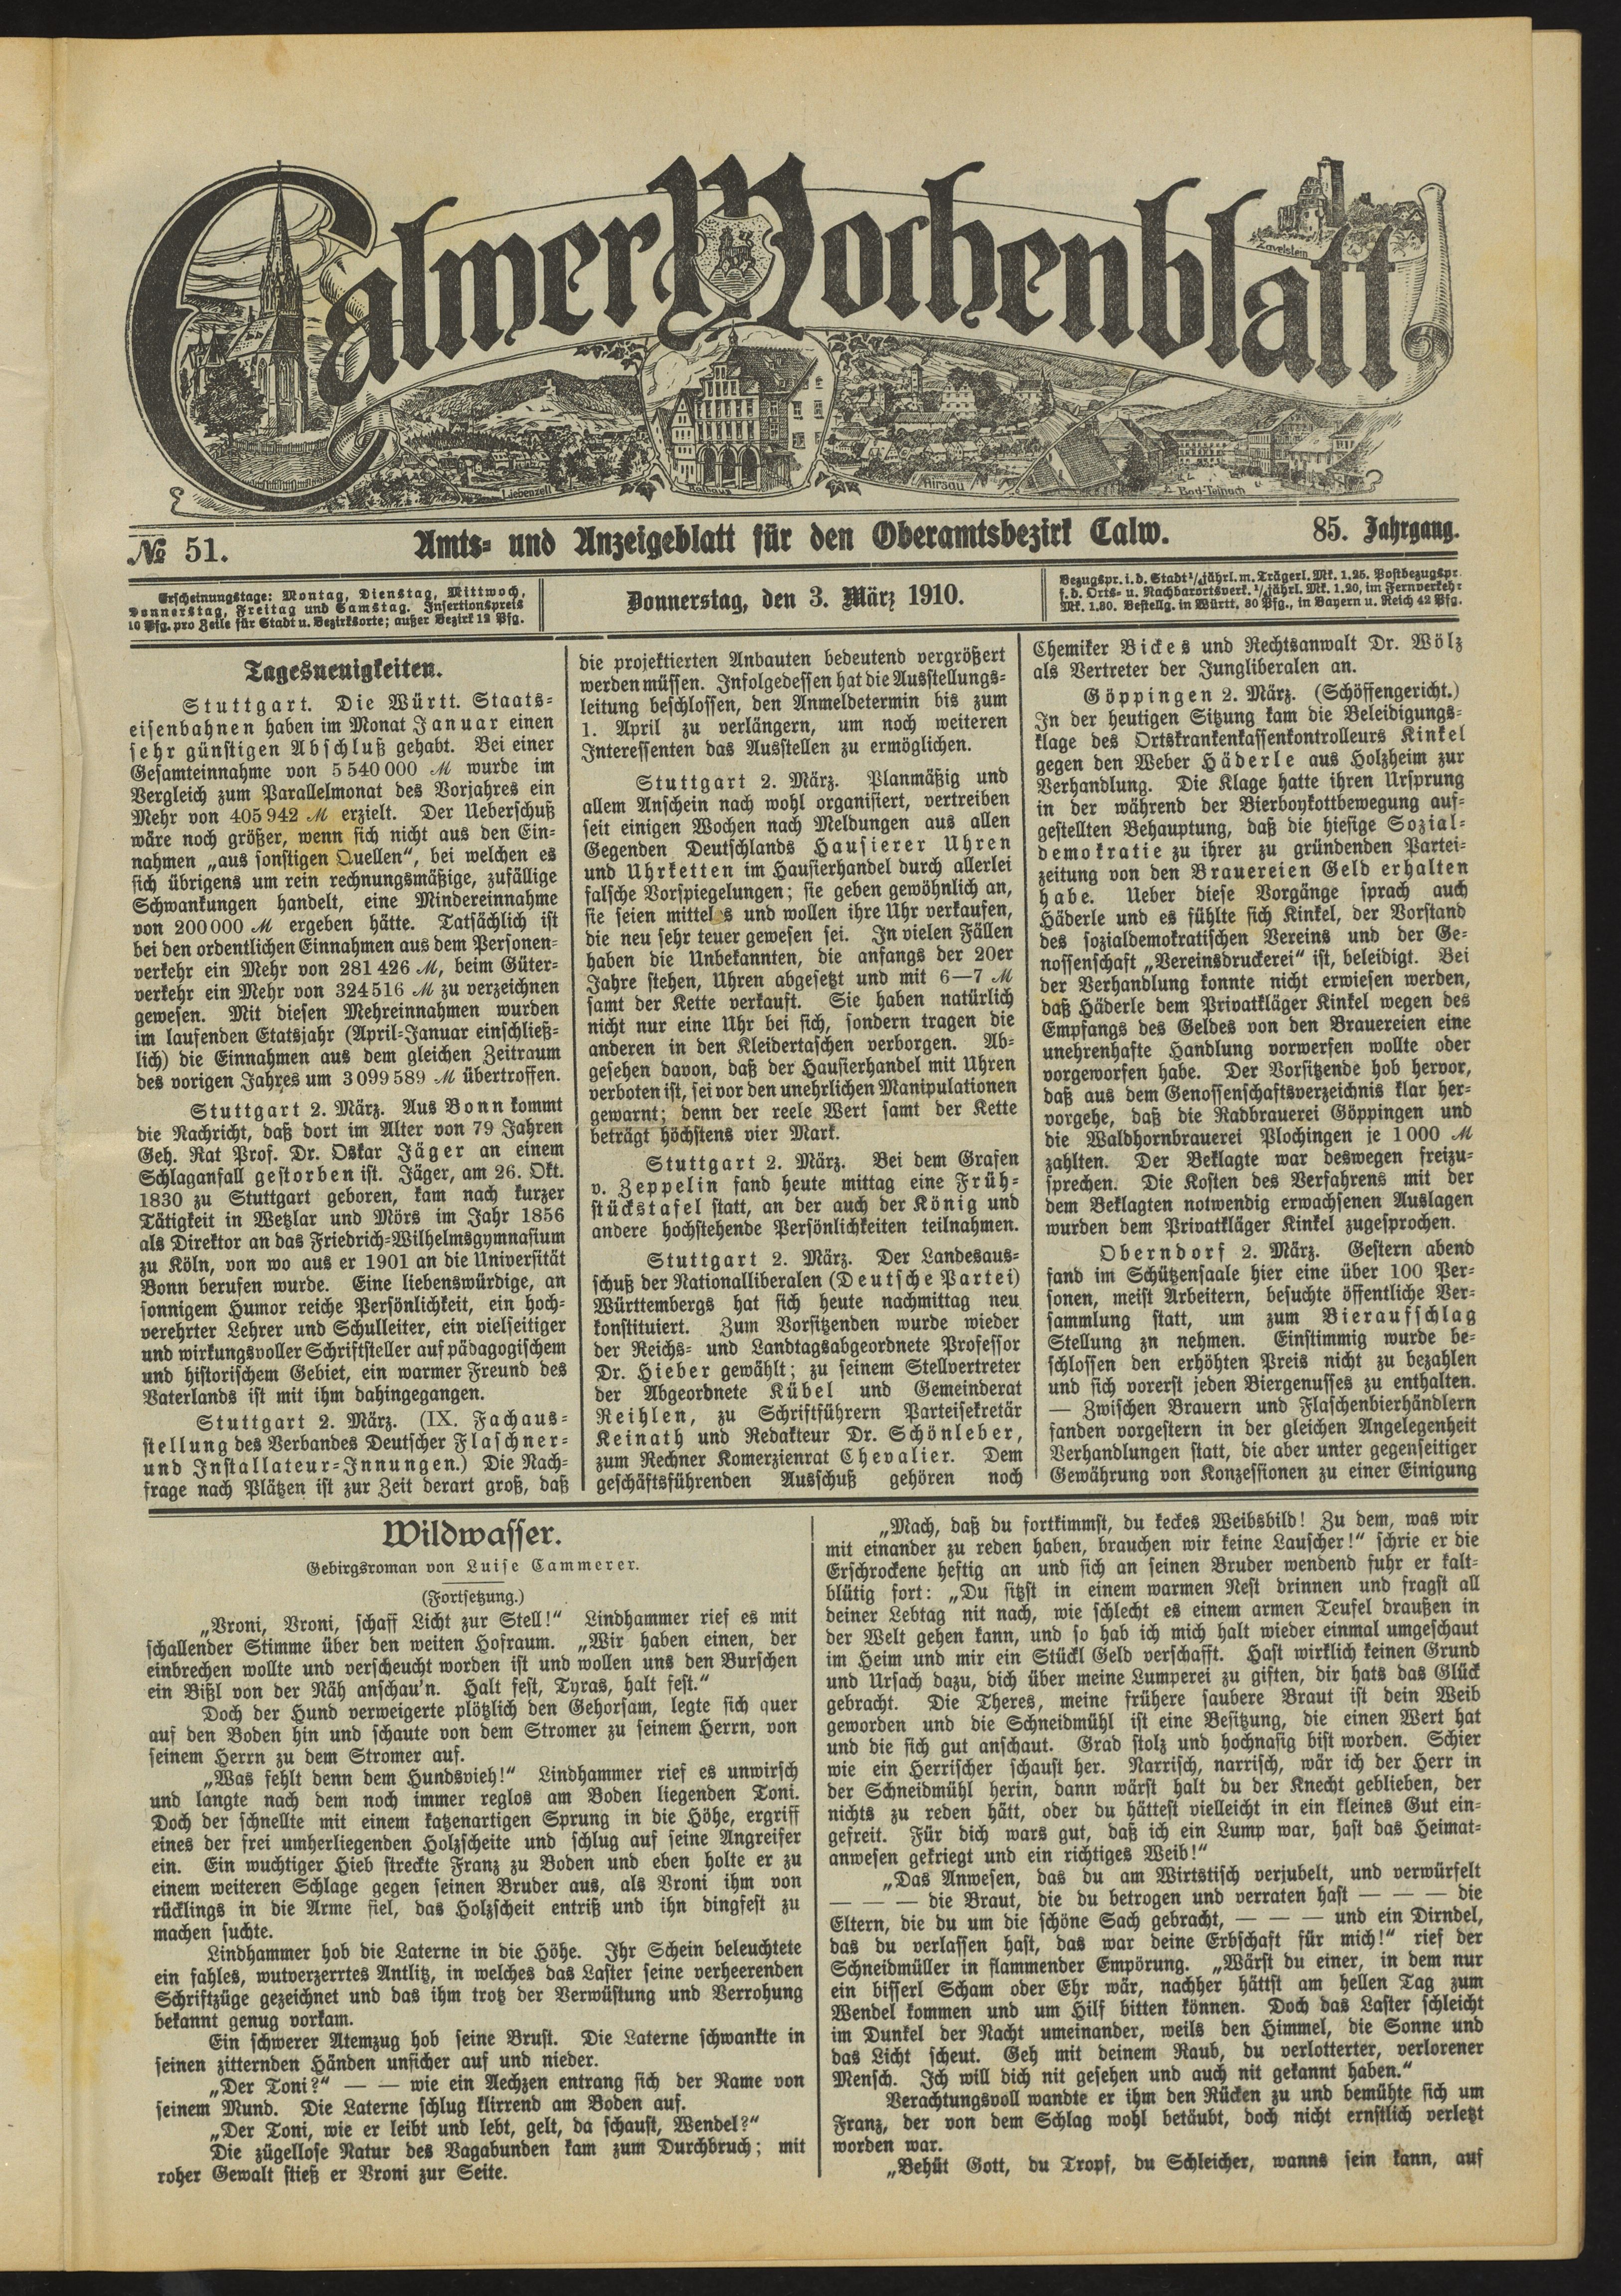 Calwer Wochenblatt
Zavelstein
Liebenzell
Rathaus
Hirsau
Bad-Teinach
№ 51.
Amts- und Anzeigeblatt für den Oberamtsbezirk Calw.
85. Jahrgang.
Erscheinungstage: Montag, Dienstag, Mittwoch,
Donnerstag, Freitag und Samstag. Insertionspreis
10 Pfg. pro Zeile für Stadt u. Bezirksorte; außer Bezirk 12 Pfg.
Donnerstag, den 3. März 1910.
Bezugspr. i. d. Stadt ¼jährl. m. Trägerl. Mk. 1.25. Postbezugspr.
f. d. Orts- u. Nachbarortsverk. ¼jährl. Mk. 1.20, im Fernverkehr
Mk. 1.30. Bestellg. in Württ. 30 Pfg., in Bayern u. Reich 42 Pfg.
Tagesneuigkeiten.
Stuttgart. Die Württ. Staats-
eisenbahnen haben im Monat Januar einen
sehr günstigen Abschluß gehabt. Bei einer
Gesamteinnahme von 5 540 000 ℳ wurde im
Vergleich zum Parallelmonat des Vorjahres ein
Mehr von 405 942 ℳ erzielt. Der Ueberschuß
wäre noch größer, wenn sich nicht aus den Ein-
nahmen „aus sonstigen Quellen“, bei welchen es
sich übrigens um rein rechnungsmäßige, zufällige
Schwankungen handelt, eine Mindereinnahme
von 200 000 ℳ ergeben hätte. Tatsächlich ist
bei den ordentlichen Einnahmen aus dem Personen-
verkehr ein Mehr von 281 426 ℳ, beim Güter-
verkehr ein Mehr von 324 516 ℳ zu verzeichnen
gewesen. Mit diesen Mehreinnahmen wurden
im laufenden Etatsjahr (April-Januar einschließ-
lich) die Einnahmen aus dem gleichen Zeitraum
des vorigen Jahres um 3 099 589 ℳ übertroffen.
Stuttgart 2. März. Aus Bonn kommt
die Nachricht, daß dort im Alter von 79 Jahren
Geh. Rat Prof. Dr. Oskar Jäger an einem
Schlaganfall gestorben ist. Jäger, am 26. Okt.
1830 zu Stuttgart geboren, kam nach kurzer
Tätigkeit in Wetzlar und Mörs im Jahr 1856
als Direktor an das Friedrich-Wilhelmsgymnasium
zu Köln, von wo aus er 1901 an die Universität
Bonn berufen wurde. Eine liebenswürdige, an
sonnigem Humor reiche Persönlichkeit, ein hoch-
verehrter Lehrer und Schulleiter, ein vielseitiger
und wirkungsvoller Schriftsteller auf pädagogischem
und historischem Gebiet, ein warmer Freund des
Vaterlands ist mit ihm dahingegangen.
Stuttgart 2. März. (IX. Fachaus-
stellung des Verbandes Deutscher Flaschner-
und Installateur-Innungen.) Die Nach-
frage nach Plätzen ist zur Zeit derart groß, daß
die projektierten Anbauten bedeutend vergrößert
werden müssen. Infolgedessen hat die Ausstellungs-
leitung beschlossen, den Anmeldetermin bis zum
1. April zu verlängern, um noch weiteren
Interessenten das Ausstellen zu ermöglichen.
Stuttgart 2. März. Planmäßig und
allem Anschein nach wohl organisiert, vertreiben
seit einigen Wochen nach Meldungen aus allen
Gegenden Deutschlands Hausierer Uhren
und Uhrketten im Hausierhandel durch allerlei
falsche Vorspiegelungen; sie geben gewöhnlich an,
sie seien mittel s und wollen ihre Uhr verkaufen,
die neu sehr teuer gewesen sei. In vielen Fällen
haben die Unbekannten, die anfangs der 20er
Jahre stehen, Uhren abgesetzt und mit 6—7 ℳ
samt der Kette verkauft. Sie haben natürlich
nicht nur eine Uhr bei sich, sondern tragen die
anderen in den Kleidertaschen verborgen. Ab-
gesehen davon, daß der Hausierhandel mit Uhren
verboten ist, sei vor den unehrlichen Manipulationen
gewarnt; denn der reele Wert samt der Kette
beträgt höchstens vier Mark.
Stuttgart 2. März. Bei dem Grafen
v. Zeppelin fand heute mittag eine Früh-
stückstafel statt, an der auch der König und
andere hochstehende Persönlichkeiten teilnahmen.
Stuttgart 2. März. Der Landesaus-
schuß der Nationalliberalen (Deutsche Partei)
Württembergs hat sich heute nachmittag neu
konstituiert. Zum Vorsitzenden wurde wieder
der Reichs- und Landtagsabgeordnete Professor
Dr. Hieber gewählt; zu seinem Stellvertreter
der Abgeordnete Kübel und Gemeinderat
Reihlen, zu Schriftführern Parteisekretär
Keinath und Redakteur Dr. Schönleber,
zum Rechner Komerzienrat Chevalier. Dem
geschäftsführenden Ausschuß gehören noch
Chemiker Bickes und Rechtsanwalt Dr. Wölz
als Vertreter der Jungliberalen an.
Göppingen 2. März. (Schöffengericht.)
In der heutigen Sitzung kam die Beleidigungs-
klage des Ortskrankenkassenkontrolleurs Kinkel
gegen den Weber Häderle aus Holzheim zur
Verhandlung. Die Klage hatte ihren Ursprung
in der während der Bierboykottbewegung auf-
gestellten Behauptung, daß die hiesige Sozial-
demokratie zu ihrer zu gründenden Partei-
zeitung von den Brauereien Geld erhalten
habe. Ueber diese Vorgänge sprach auch
Häderle und es fühlte sich Kinkel, der Vorstand
des sozialdemokratischen Vereins und der Ge-
nossenschaft „Vereinsdruckerei“ ist, beleidigt. Bei
der Verhandlung konnte nicht erwiesen werden,
daß Häderle dem Privatkläger Kinkel wegen des
Empfangs des Geldes von den Brauereien eine
unehrenhafte Handlung vorwerfen wollte oder
vorgeworfen habe. Der Vorsitzende hob hervor,
daß aus dem Genossenschaftsverzeichnis klar her-
vorgehe, daß die Radbrauerei Göppingen und
die Waldhornbrauerei Plochingen je 1 000 ℳ
zahlten. Der Beklagte war deswegen freizu-
sprechen. Die Kosten des Verfahrens mit der
dem Beklagten notwendig erwachsenen Auslagen
wurden dem Privatkläger Kinkel zugesprochen.
Oberndorf 2. März. Gestern abend
fand im Schützensaale hier eine über 100 Per-
sonen, meist Arbeitern, besuchte öffentliche Ver-
sammlung statt, um zum Bieraufschlag
Stellung zu nehmen. Einstimmig wurde be-
schlossen den erhöhten Preis nicht zu bezahlen
und sich vorerst jeden Biergenusses zu enthalten.
— Zwischen Brauern und Flaschenbierhändlern
fanden vorgestern in der gleichen Angelegenheit
Verhandlungen statt, die aber unter gegenseitiger
Gewährung von Konzessionen zu einer Einigung
Wildwasser.
Gebirgsroman von Luise Cammerer.
(Fortsetzung.)
„Vroni, Vroni, schaff Licht zur Stell!“ Lindhammer rief es mit
schallender Stimme über den weiten Hofraum. „Wir haben einen, der
einbrechen wollte und verscheucht worden ist und wollen uns den Burschen
ein Bißl von der Näh anschau’n. Halt fest, Tyras, halt fest.“
Doch der Hund verweigerte plötzlich den Gehorsam, legte sich quer
auf den Boden hin und schaute von dem Stromer zu seinem Herrn, von
seinem Herrn zu dem Stromer auf.
„Was fehlt denn dem Hundsvieh!“ Lindhammer rief es unwirsch
und langte nach dem noch immer reglos am Boden liegenden Toni.
Doch der schnellte mit einem katzenartigen Sprung in die Höhe, ergriff
eines der frei umherliegenden Holzscheite und schlug auf seine Angreifer
ein. Ein wuchtiger Hieb streckte Franz zu Boden und eben holte er zu
einem weiteren Schlage gegen seinen Bruder aus, als Vroni ihm von
rücklings in die Arme fiel, das Holzscheit entriß und ihn dingfest zu
machen suchte.
Lindhammer hob die Laterne in die Höhe. Ihr Schein beleuchtete
ein fahles, wutverzerrtes Antlitz, in welches das Laster seine verheerenden
Schriftzüge gezeichnet und das ihm trotz der Verwüstung und Verrohung
bekannt genug vorkam.
Ein schwerer Atemzug hob seine Brust. Die Laterne schwankte in
seinen zitternden Händen unsicher auf und nieder.
„Der Toni?“ — — wie ein Aechzen entrang sich der Name von
seinem Mund. Die Laterne schlug klirrend am Boden auf.
„Der Toni, wie er leibt und lebt, gelt, da schaust, Wendel?“
Die zügellose Natur des Vagabunden kam zum Durchbruch; mit
roher Gewalt stieß er Vroni zur Seite.
„Mach, daß du fortkimmst, du keckes Weibsbild! Zu dem, was wir
mit einander zu reden haben, brauchen wir keine Lauscher!“ schrie er die
Erschrockene heftig an und sich an seinen Bruder wendend fuhr er kalt-
blütig fort: „Du sitzst in einem warmen Nest drinnen und fragst all
deiner Lebtag nit nach, wie schlecht es einem armen Teufel draußen in
der Welt gehen kann, und so hab ich mich halt wieder einmal umgeschaut
im Heim und mir ein Stückl Geld verschafft. Hast wirklich keinen Grund
und Ursach dazu, dich über meine Lumperei zu giften, dir hats das Glück
gebracht. Die Theres, meine frühere saubere Braut ist dein Weib
geworden und die Schneidmühl ist eine Besitzung, die einen Wert hat
und die sich gut anschaut. Grad stolz und hochnasig bist worden. Schier
wie ein Herrischer schaust her. Narrisch, narrisch, wär ich der Herr in
der Schneidmühl herin, dann wärst halt du der Knecht geblieben, der
nichts zu reden hätt, oder du hättest vielleicht in ein kleines Gut ein-
gefreit. Für dich wars gut, daß ich ein Lump war, hast das Heimat-
anwesen gekriegt und ein richtiges Weib!“
„Das Anwesen, das du am Wirtstisch verjubelt, und verwürfelt
— — — die Braut, die du betrogen und verraten hast — — — die
Eltern, die du um die schöne Sach gebracht, — — — und ein Dirndel,
das du verlassen hast, das war deine Erbschaft für mich!“ rief der
Schneidmüller in flammender Empörung. „Wärst du einer, in dem nur
ein bisserl Scham oder Ehr wär, nachher hättst am hellen Tag zum
Wendel kommen und um Hilf bitten können. Doch das Laster schleicht
im Dunkel der Nacht umeinander, weils den Himmel, die Sonne und
das Licht scheut. Geh mit deinem Raub, du verlotterter, verlorener
Mensch. Ich will dich nit gesehen und auch nit gekannt haben.“
Verachtungsvoll wandte er ihm den Rücken zu und bemühte sich um
Franz, der von dem Schlag wohl betäubt, doch nicht ernstlich verletzt
worden war.
„Behüt Gott, du Tropf, du Schleicher, wanns sein kann, auf